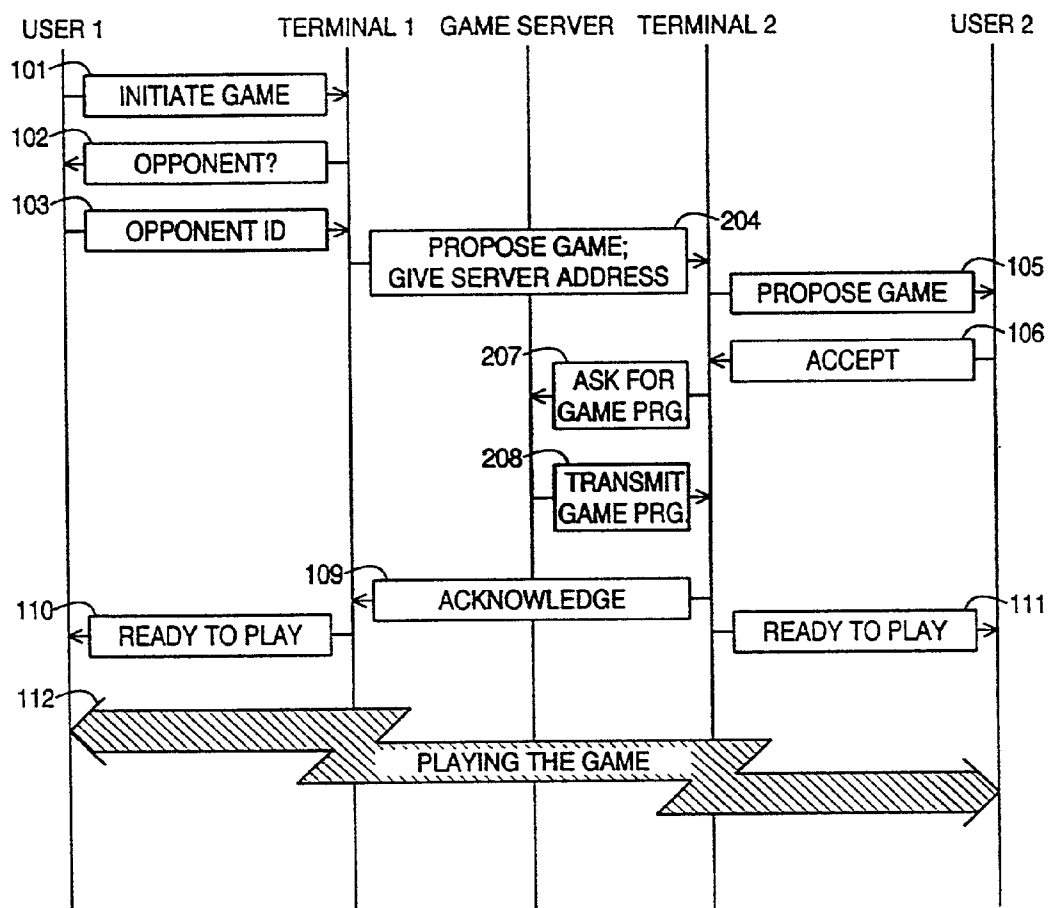 USER 1
TERMINAL 1
GAME SERVER
TERMINAL 2
USER 2
101
INITIATE GAME
102
OPPONENT?
103
OPPONENT ID
204
PROPOSE GAME;
GIVE SERVER ADDRESS
105
PROPOSE GAME
106
ACCEPT
207
ASK FOR
GAME PRG.
208
TRANSMIT
GAME PRG.
109
ACKNOWLEDGE
110
READY TO PLAY
111
READY TO PLAY
112
PLAYING THE GAME